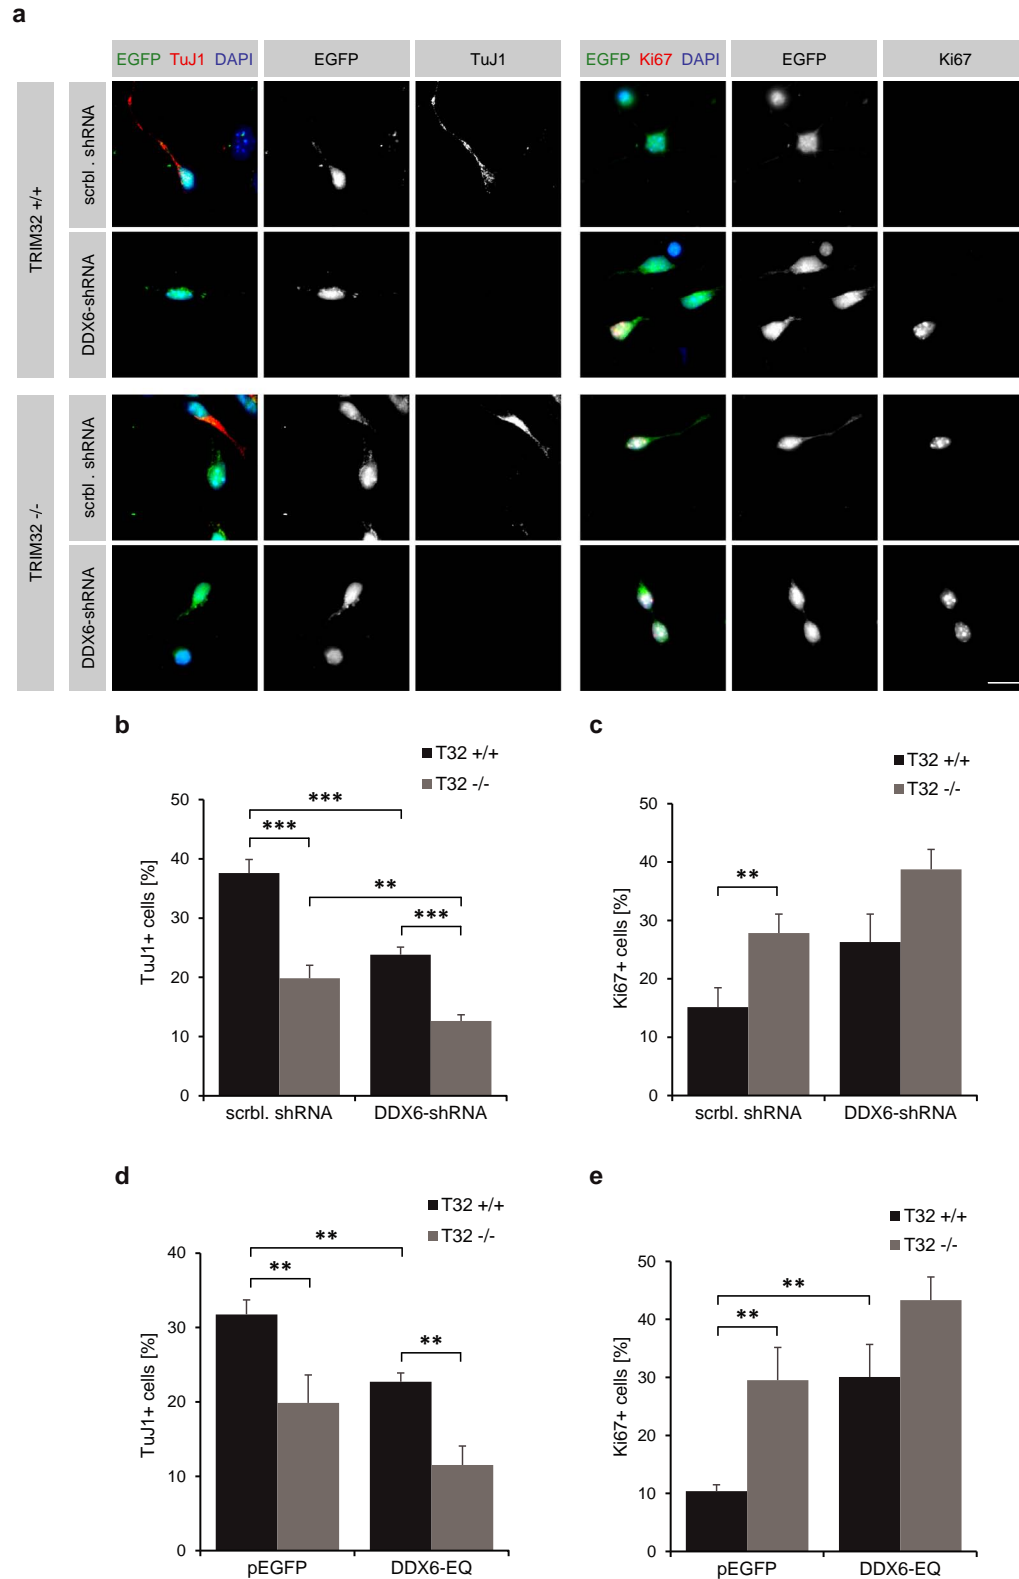 a
EGFP TuJ1 DAPI EGFP TuJ1 EGFP Ki67 DAPI EGFP Ki67
TRIM32 +/+
scrbl . shRNA
DDX6-shRNA
TRIM32 -/-
scrbl . shRNA
DDX6-shRNA
b
T32 +/+
T32 -/-
TuJ1+ cells [%]
50
40
30
20
10
0
***
***
**
***
scrbl. shRNA DDX6-shRNA
c
T32 +/+
T32 -/-
Ki67+ cells [%]
50
40
30
20
10
0
**
scrbl. shRNA DDX6-shRNA
d
T32 +/+
T32 -/-
TuJ1+ cells [%]
40
30
20
10
0
**
**
**
pEGFP DDX6-EQ
e
T32 +/+
T32 -/-
Ki67+ cells [%]
50
40
30
20
10
0
**
**
pEGFP DDX6-EQ